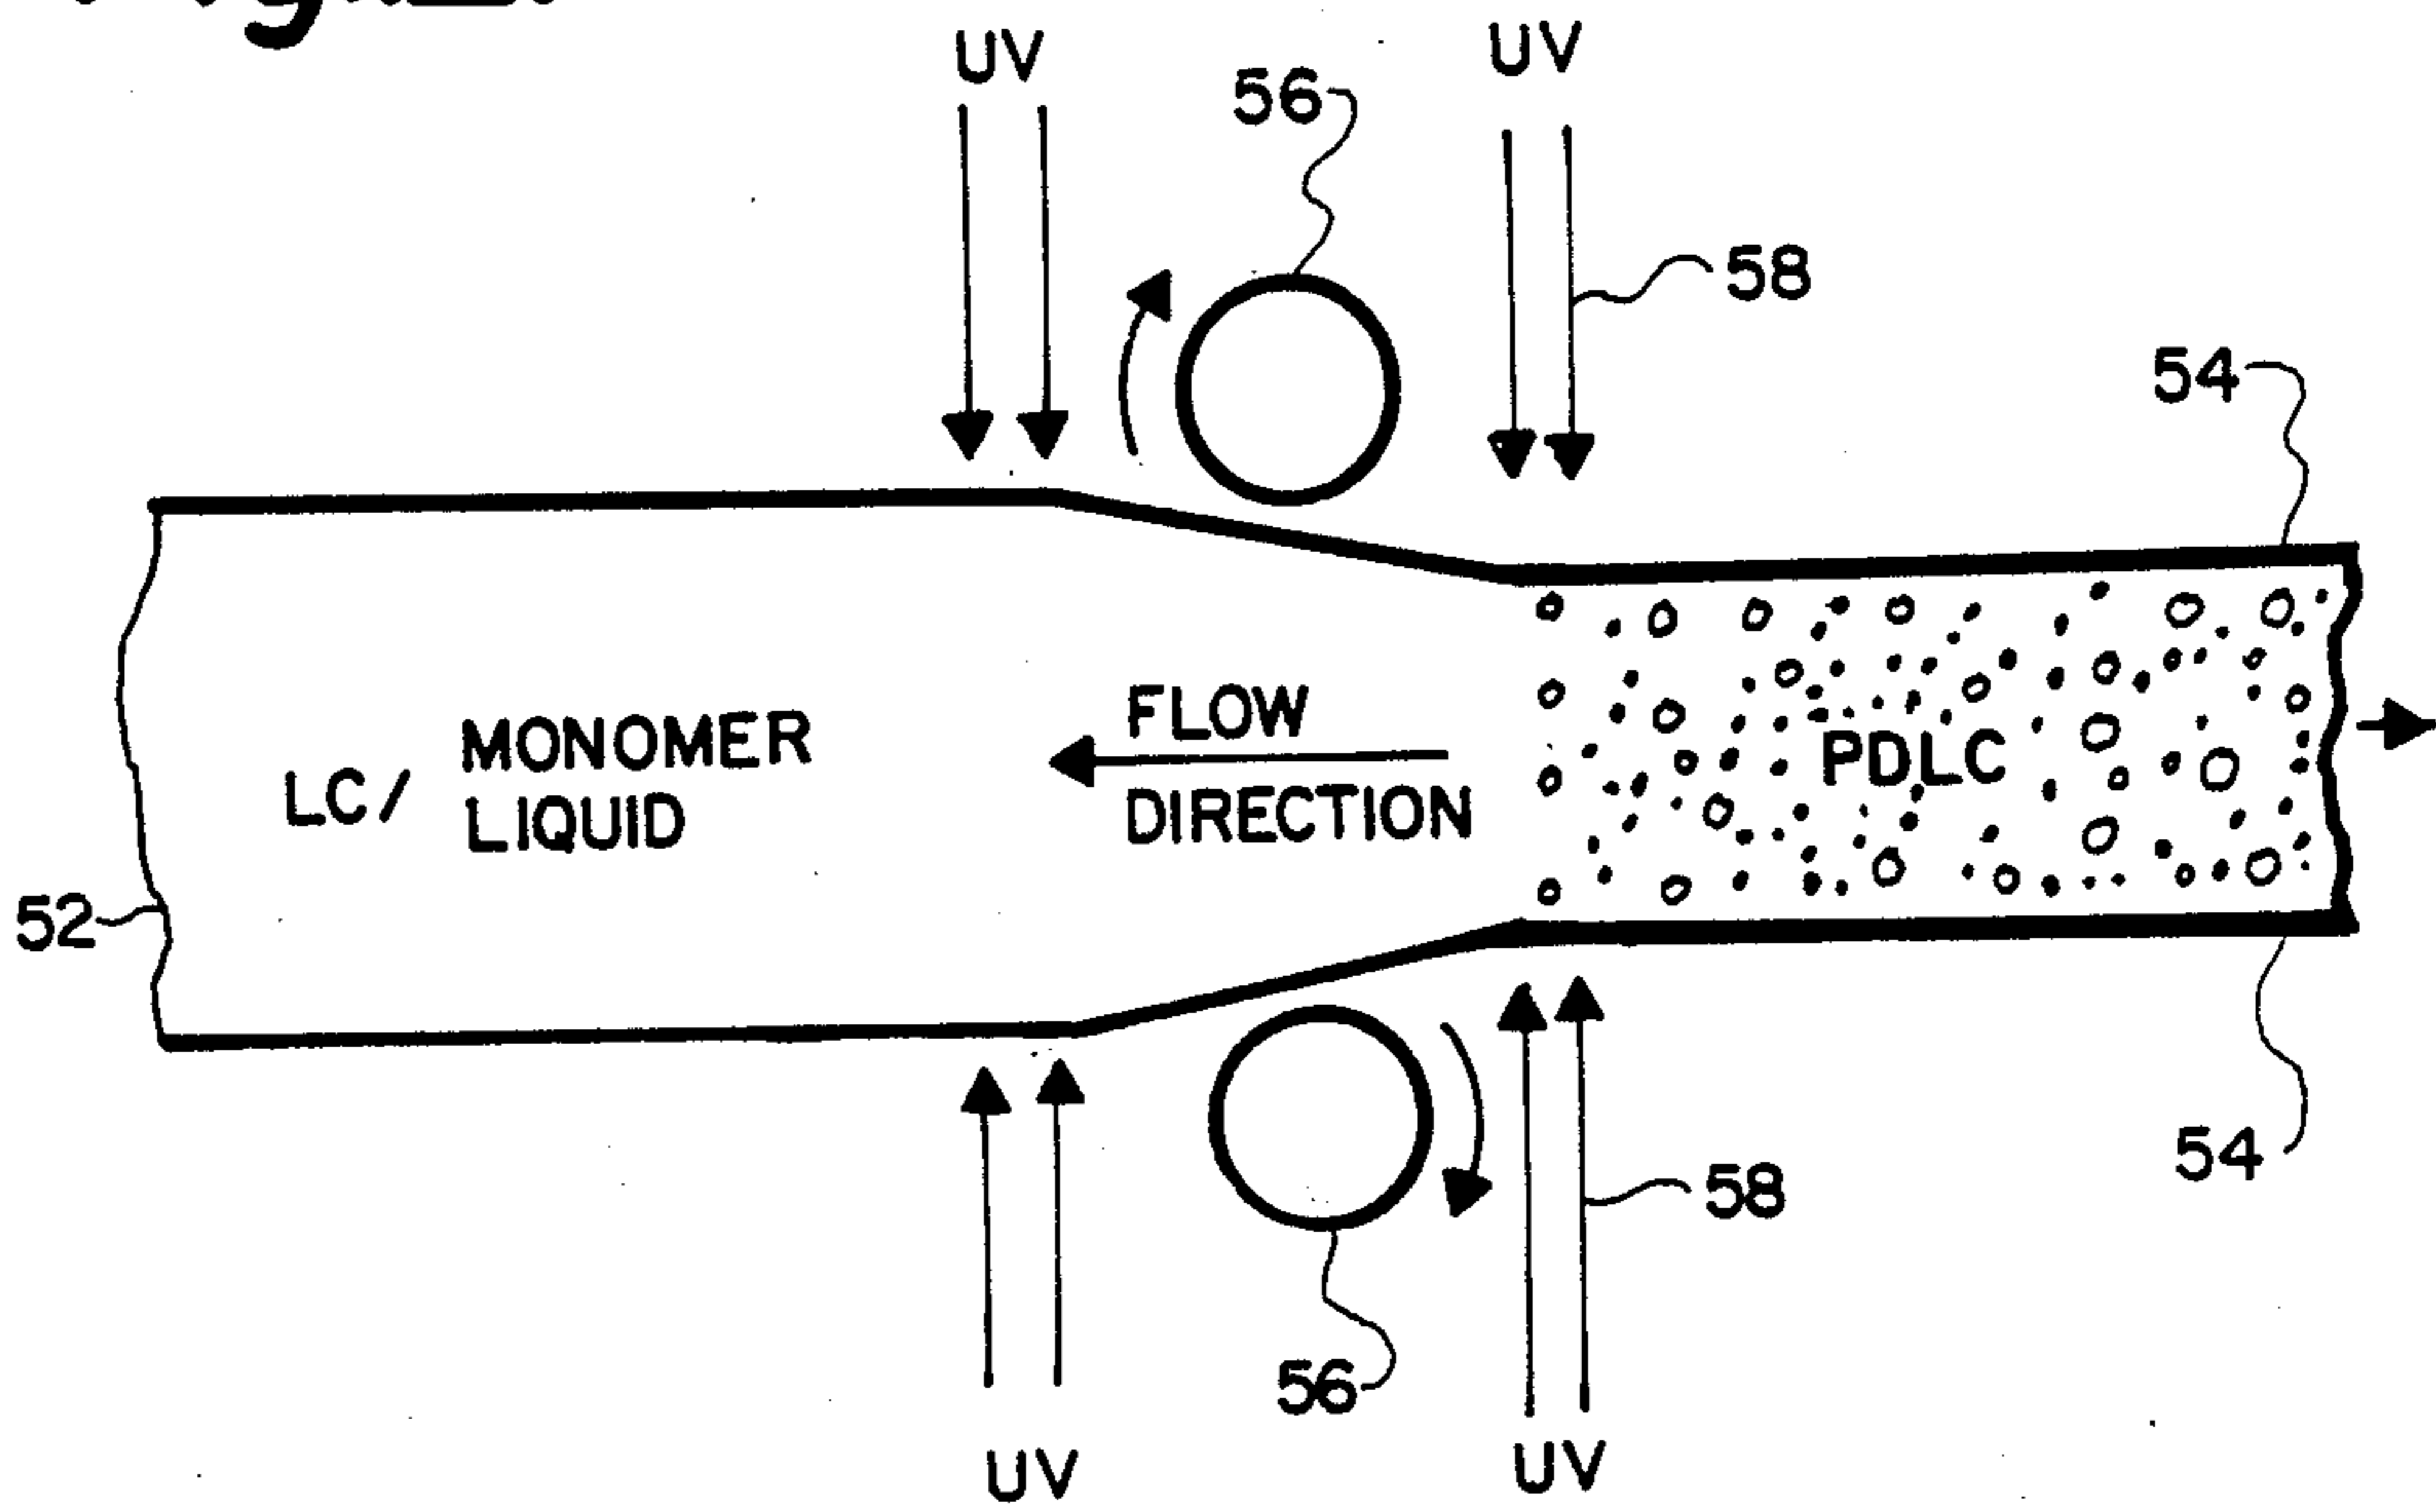 UV
UV
56
58
54
FLOW
MONOMER
LC/
LIQUID
DIRECTION
PDLC
52
54
58
56
UV
UV